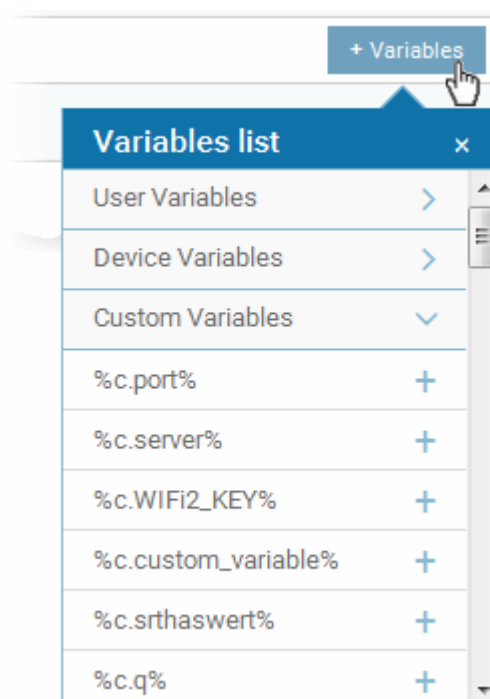 + Variables
Variables list ×
User Variables
Device Variables
Custom Variables
%c.port% +
%c.server% +
%c.WIFi2_KEY% +
%c.custom_variable% +
%c.srthaswert% +
%c.q% +